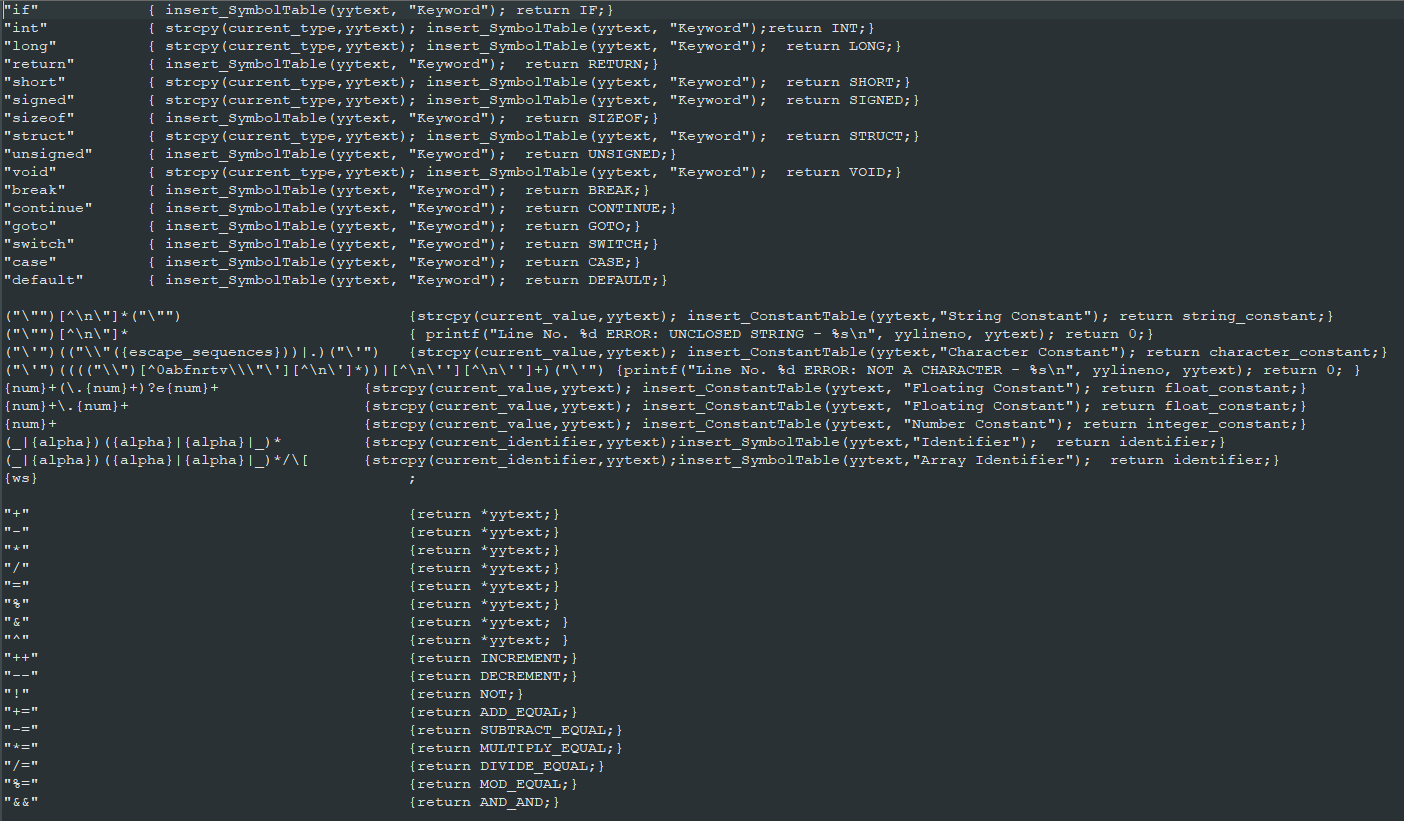 "if" { insert_SymbolTable(yytext, "Keyword"); return IF;}
"int" { strcpy(current_type,yytext); insert_SymbolTable(yytext, "Keyword");return INT;}
"long" { strcpy(current_type,yytext); insert_SymbolTable(yytext, "Keyword");  return LONG;}
"return" { insert_SymbolTable(yytext, "Keyword");  return RETURN;}
"short" { strcpy(current_type,yytext); insert_SymbolTable(yytext, "Keyword");  return SHORT;}
"signed" { strcpy(current_type,yytext); insert_SymbolTable(yytext, "Keyword");  return SIGNED;}
"sizeof" { insert_SymbolTable(yytext, "Keyword");  return SIZEOF;}
"struct" { strcpy(current_type,yytext); insert_SymbolTable(yytext, "Keyword");  return STRUCT;}
"unsigned" { insert_SymbolTable(yytext, "Keyword");  return UNSIGNED;}
"void" { strcpy(current_type,yytext); insert_SymbolTable(yytext, "Keyword");  return VOID;}
"break" { insert_SymbolTable(yytext, "Keyword");  return BREAK;}
"continue" { insert_SymbolTable(yytext, "Keyword");  return CONTINUE;}
"goto" { insert_SymbolTable(yytext, "Keyword");  return GOTO;}
"switch" { insert_SymbolTable(yytext, "Keyword");  return SWITCH;}
"case" { insert_SymbolTable(yytext, "Keyword");  return CASE;}
"default" { insert_SymbolTable(yytext, "Keyword");  return DEFAULT;}
("\"")[^\n\"]*("\"") {strcpy(current_value,yytext); insert_ConstantTable(yytext,"String Constant"); return string_constant;}
("\"")[^\n\"]* { printf("Line No. %d ERROR: UNCLOSED STRING - %s\n", yylineno, yytext); return 0;}
("\'")(("\\"({escape_sequences}))|.)("\'") {strcpy(current_value,yytext); insert_ConstantTable(yytext,"Character Constant"); return character_constant;}
("\'")(((("\\")[^0abfnrtv\\\"\'][^\n\']*))|[^\n\''][^\n\'']+)("\'") {printf("Line No. %d ERROR: NOT A CHARACTER - %s\n", yylineno, yytext); return 0; }
{num}+(\.{num}+)?e{num}+ {strcpy(current_value,yytext); insert_ConstantTable(yytext, "Floating Constant"); return float_constant;}
{num}+\.{num}+ {strcpy(current_value,yytext); insert_ConstantTable(yytext, "Floating Constant"); return float_constant;}
{num}+ {strcpy(current_value,yytext); insert_ConstantTable(yytext, "Number Constant"); return integer_constant;}
(_|{alpha})({alpha}|{alpha}|_)* {strcpy(current_identifier,yytext);insert_SymbolTable(yytext,"Identifier");  return identifier;}
(_|{alpha})({alpha}|{alpha}|_)*/\[ {strcpy(current_identifier,yytext);insert_SymbolTable(yytext,"Array Identifier");  return identifier;}
{ws} ;
"+" {return *yytext;}
"-" {return *yytext;}
"*" {return *yytext;}
"/" {return *yytext;}
"=" {return *yytext;}
"%" {return *yytext;}
"&" {return *yytext; }
"^" {return *yytext; }
"++" {return INCREMENT;}
"--" {return DECREMENT;}
"!" {return NOT;}
"+=" {return ADD_EQUAL;}
"-=" {return SUBTRACT_EQUAL;}
"*=" {return MULTIPLY_EQUAL;}
"/=" {return DIVIDE_EQUAL;}
"%=" {return MOD_EQUAL;}
"&&" {return AND_AND;}